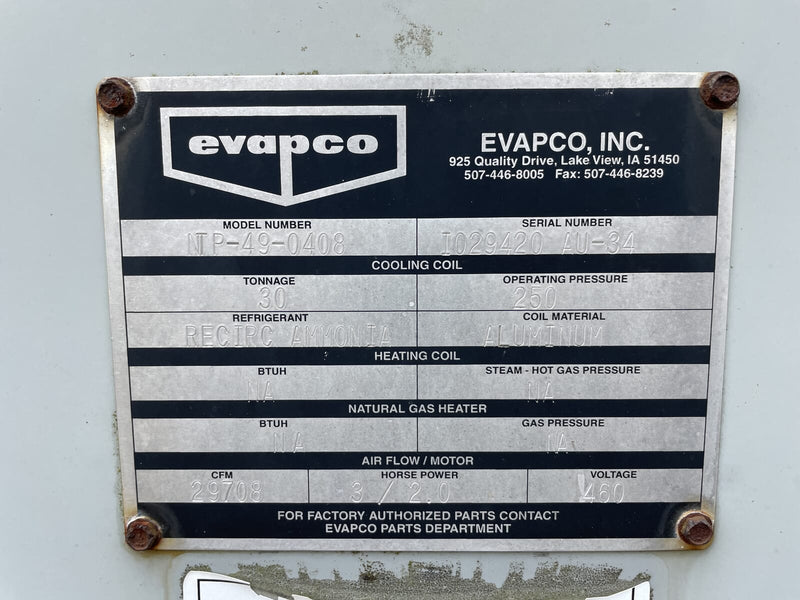 evapco
EVAPCO, INC.
925 Quality Drive, Lake View, IA 51450
507-446-8005 Fax: 507-446-8239
MODEL NUMBER SERIAL NUMBER
NTP-49-0408 I029420 AU-34
COOLING COIL
TONNAGE OPERATING PRESSURE
30 250
REFRIGERANT COIL MATERIAL
RECIRC AMMONIA ALUMINUM
HEATING COIL
BTUH STEAM - HOT GAS PRESSURE
NA NA
NATURAL GAS HEATER
BTUH GAS PRESSURE
NA NA
AIR FLOW / MOTOR
CFM HORSE POWER VOLTAGE
29708 3 / 2.0 460
FOR FACTORY AUTHORIZED PARTS CONTACT
EVAPCO PARTS DEPARTMENT